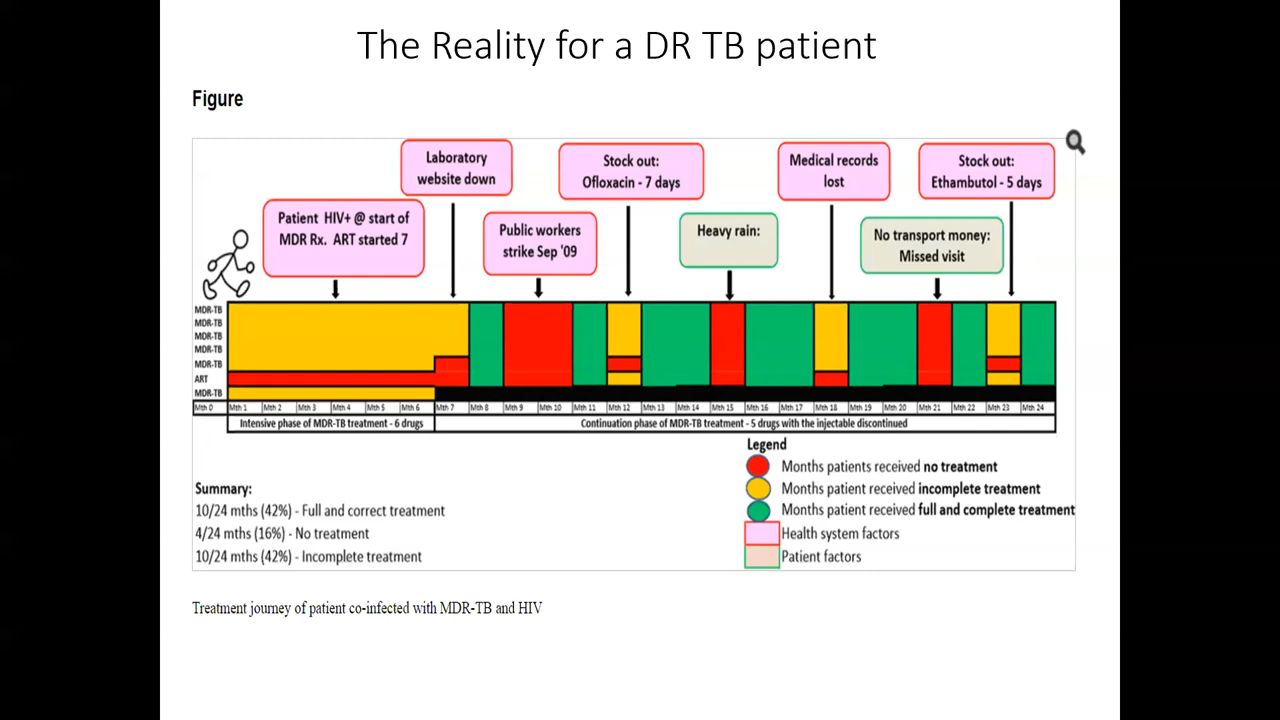 The Reality for a DR TB patient
Figure
Laboratory
website down
Stock out:
Ofloxacin - 7 days
Medical records
lost
Stock out:
Ethambutol - 5 days
Patient HIV+ @ start of
MDR Rx. ART started 7
Public workers
strike Sep '09
Heavy rain:
No transport money:
Missed visit
MDR-TB
MDR-TB
MDR-TB
MDR-TB
MDR-TB
ART
MDR-TB
Mth 0 Mth 1 Mth 2 Mth 3 Mth 4 Mth 5 Mth 6 Mth 7 Mth 8 Mth 9 Mth 10 Mth 11 Mth 12 Mth 13 Mth 14 Mth 15 Mth 16 Mth 17 Mth 18 Mth 19 Mth 20 Mth 21 Mth 22 Mth 23 Mth 24
Intensive phase of MDR-TB treatment - 6 drugs
Continuation phase of MDR-TB treatment - 5 drugs with the injectable discontinued
Legend
Months patients received no treatment
Months patient received incomplete treatment
Months patient received full and complete treatment
Health system factors
Patient factors
Summary:
10/24 mths (42%) - Full and correct treatment
4/24 mths (16%) - No treatment
10/24 mths (42%) - Incomplete treatment
Treatment journey of patient co-infected with MDR-TB and HIV